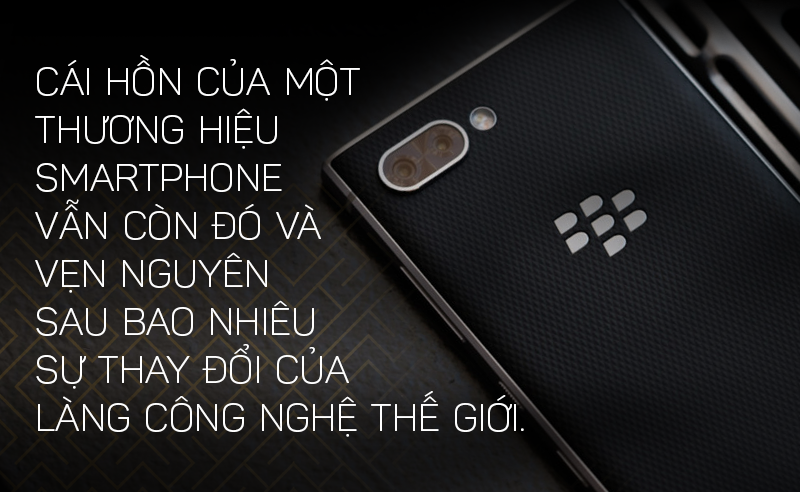 CÁI HỒN CỦA MỘT
THƯƠNG HIỆU
SMARTPHONE
VẪN CÒN ĐÓ VÀ
VẸN NGUYÊN
SAU BAO NHIÊU
SỰ THAY ĐỔI CỦA
LÀNG CÔNG NGHỆ THẾ GIỚI.